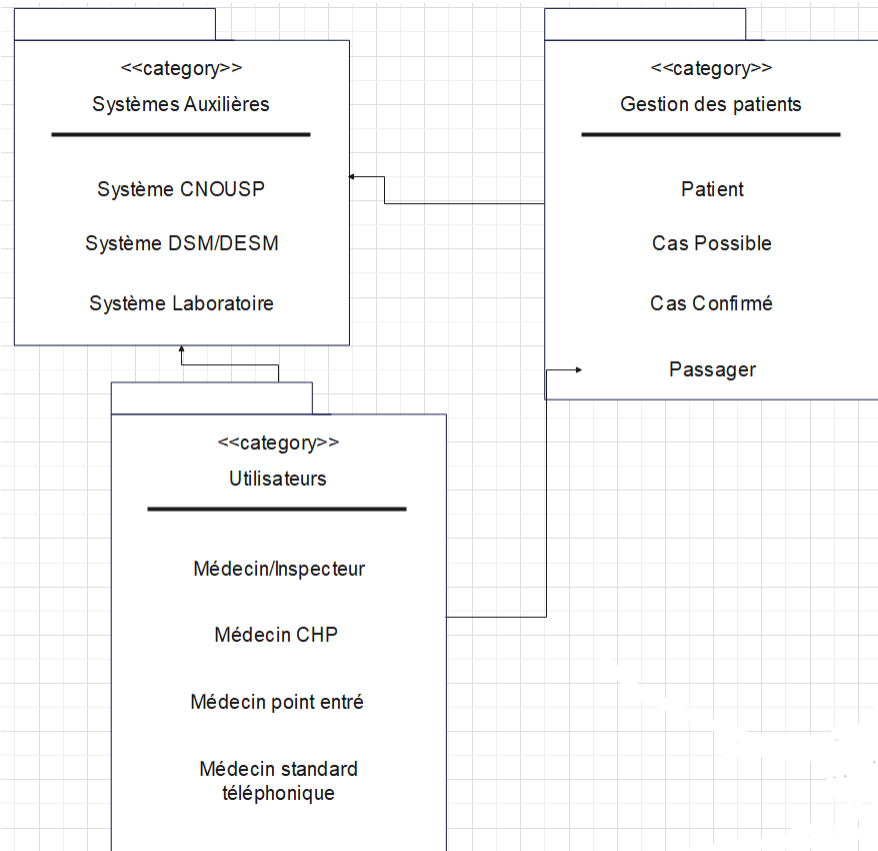 <<category>>
Systèmes Auxilières
Système CNOUSP
Système DSM/DESM
Système Laboratoire
<<category>>
Gestion des patients
Patient
Cas Possible
Cas Confirmé
Passager
<<category>>
Utilisateurs
Médecin/Inspecteur
Médecin CHP
Médecin point entré
Médecin standard
téléphonique